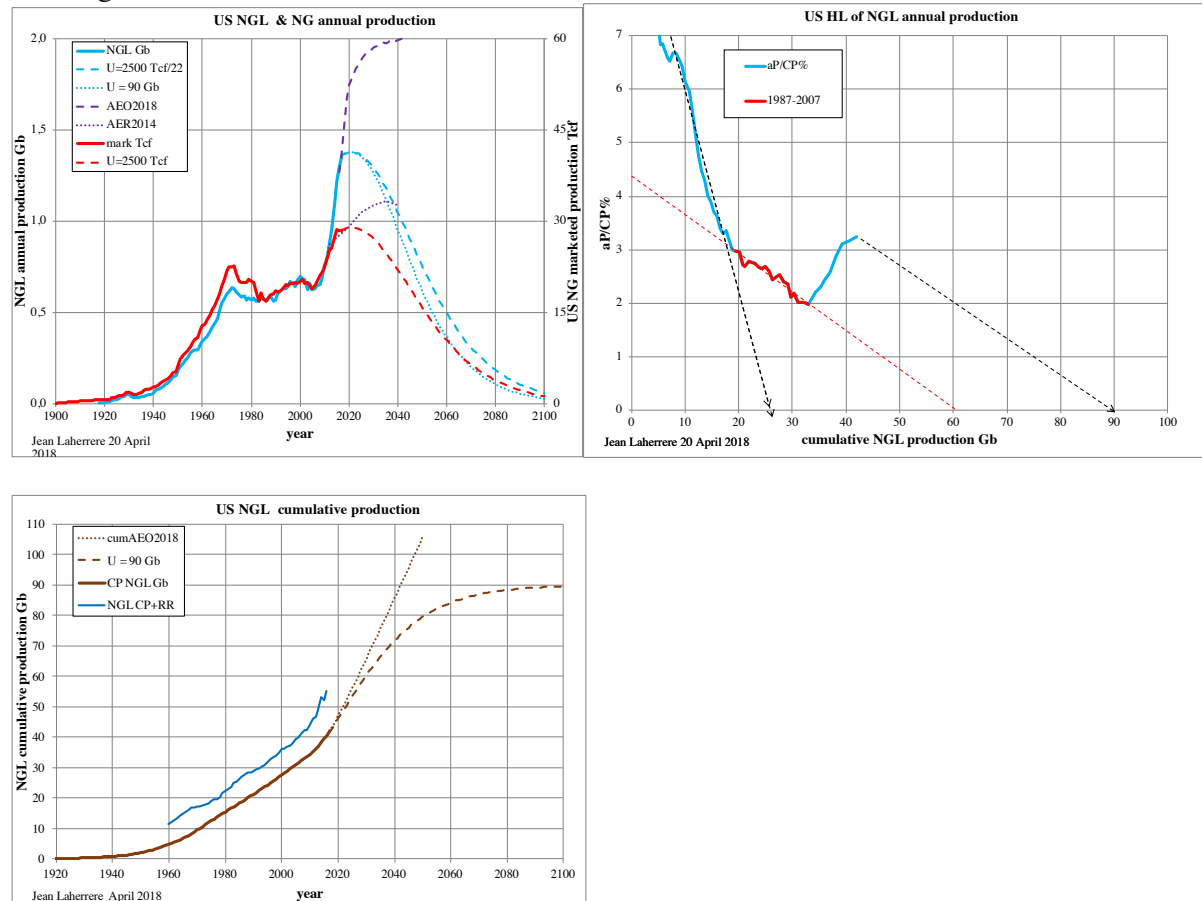 US NGL & NG annual production
2.0
1.5
1.0
0.5
0.0
60
45
30
15
0
NGL Gb
U=2500 Tcf/22
U = 90 Gb
AEO2018
AER2014
mark Tcf
U=2500 Tcf
NGL annual production Gb
US NG marketed production Tcf
1900 1920 1940 1960 1980 2000 2020 2040 2060 2080 2100
year
Jean Laherrere 20 April
2018
US HL of NGL annual production
7
6
5
4
3
2
1
0
aP/CP%
1987-2007
aP/CP%
0 10 20 30 40 50 60 70 80 90 100
Jean Laherrere 20 April 2018
cumulative NGL production Gb
US NGL cumulative production
110
100
90
80
70
60
50
40
30
20
10
0
cumAEO2018
U = 90 Gb
CP NGL Gb
NGL CP+RR
NGL cumulative production Gb
1920 1940 1960 1980 2000 2020 2040 2060 2080 2100
year
Jean Laherrere April 2018